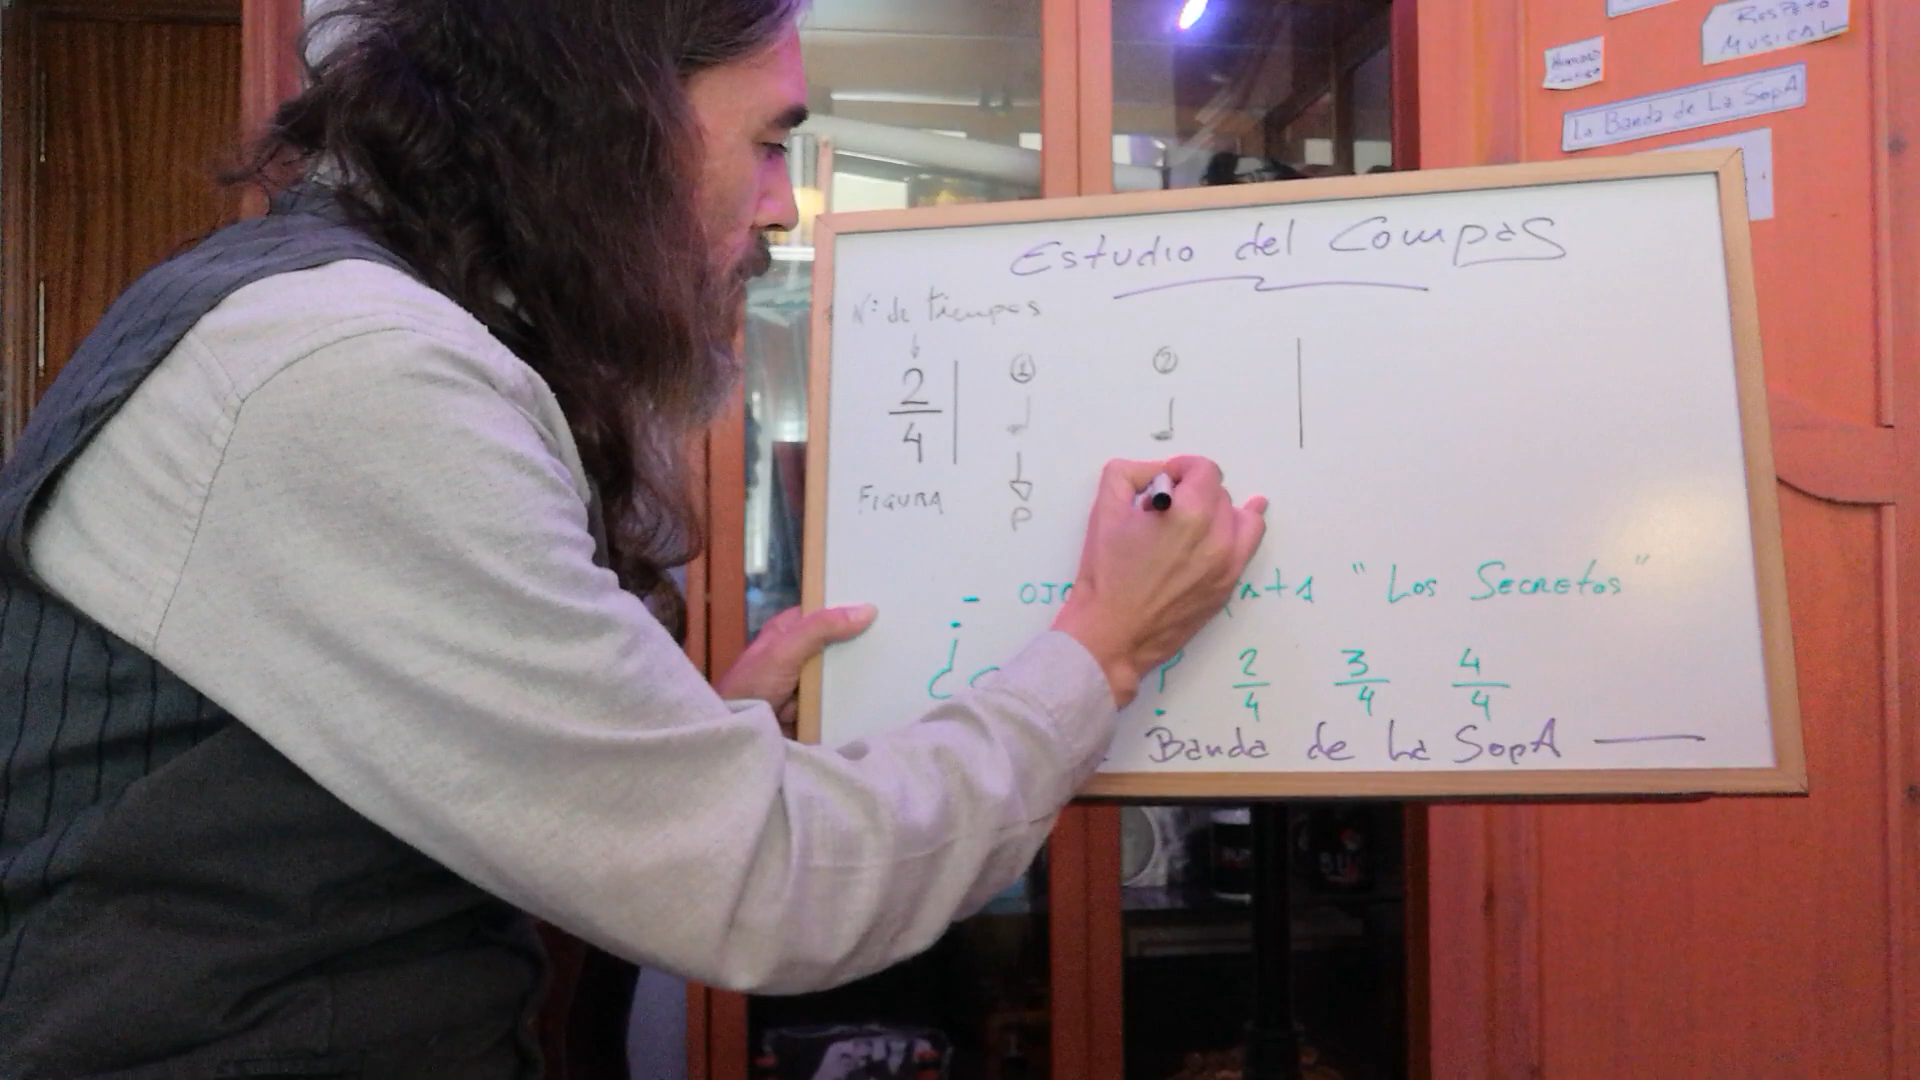 RESPETO
MUSICAL
La Banda de La SopA
Estudio del Compás
Nº de tiempos
2
4
1 2
FIGURA
P
- OJO "Los Secretos"
¿ ? 2/4 3/4 4/4
Banda de La SopA